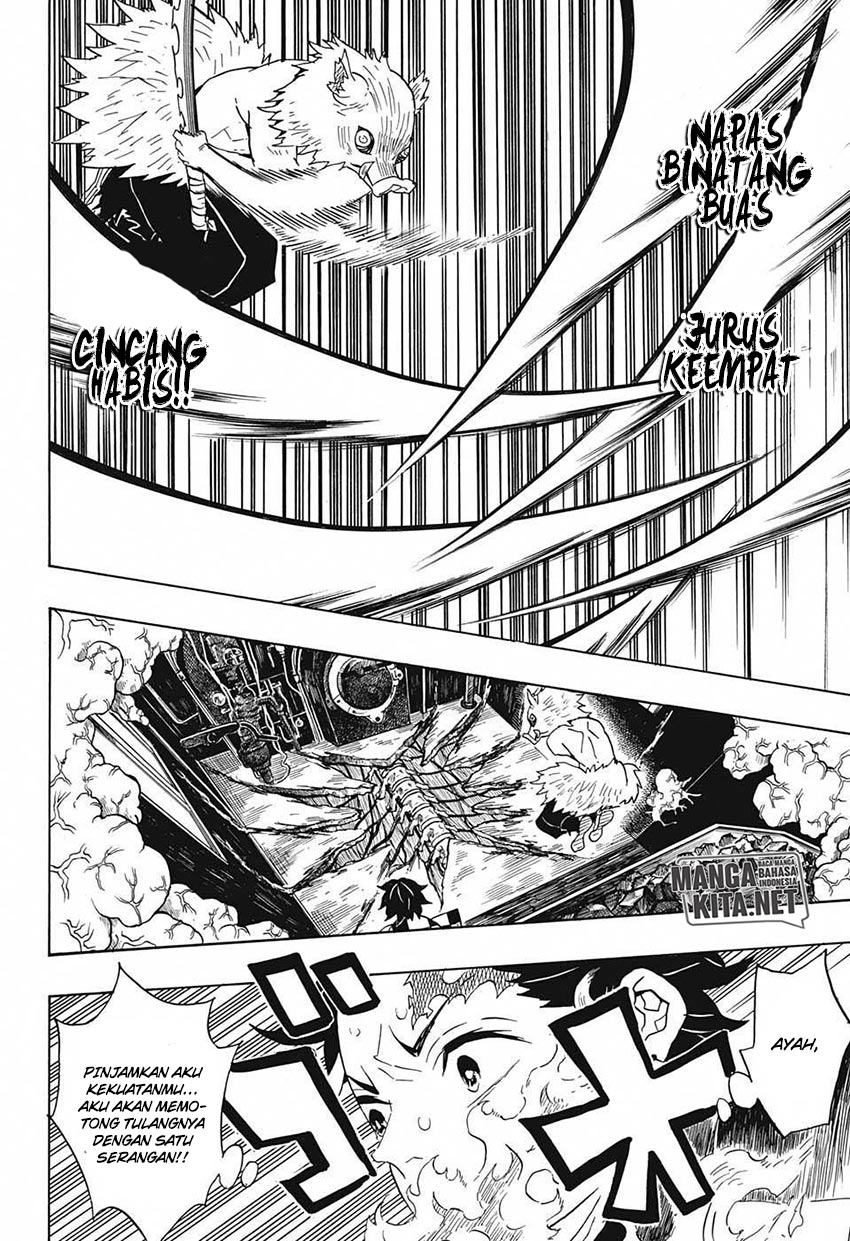 NAPAS
BINATANG
BUAS
JURUS
KEEMPAT
CINCANG
HABIS!!
MANGA
KITA.NET
BACA MANGA
BAHASA
INDONESIA
AYAH,
PINJAMKAN AKU
KEKUATANMU...
AKU AKAN MEMO-
TONG TULANGNYA
DENGAN SATU
SERANGAN!!